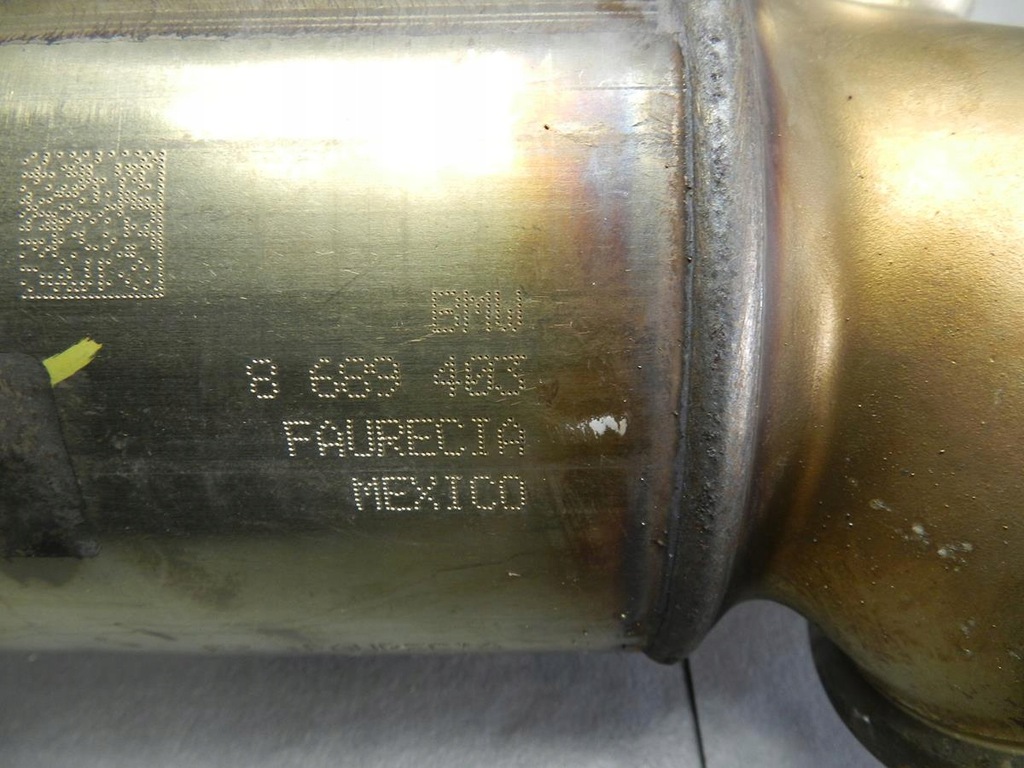 BMW
8 689 403
FAURECIA
MEXICO